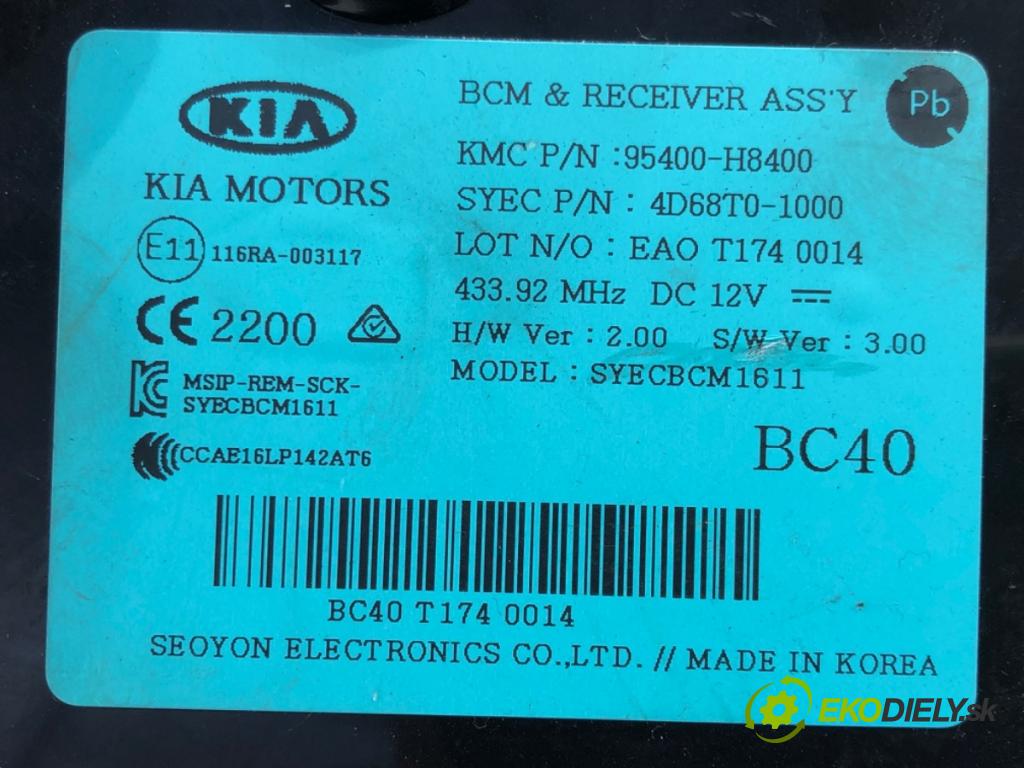 KIA
KIA MOTORS
E11 116RA-003117
CE 2200
MSIP-REM-SCK-
SYECBCM1611
CCAE16LP142AT6
BCM & RECEIVER ASS'Y
Pb
KMC P/N :95400-H8400
SYEC P/N : 4D68T0-1000
LOT N/O : EAO T174 0014
433.92 MHz DC 12V
H/W Ver : 2.00 S/W Ver : 3.00
MODEL : SYECBCM1611
BC40
BC40 T174 0014
SEOYON ELECTRONICS CO.,LTD. // MADE IN KOREA
EKODIELY.sk